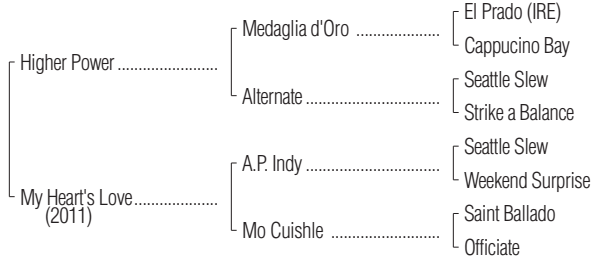 El Prado (IRE)
Medaglia d'Oro ..................
Cappucino Bay
Higher Power ......................
Seattle Slew
Alternate .............................
Strike a Balance
Seattle Slew
A.P. Indy .............................
Weekend Surprise
My Heart's Love ..................
(2011)
Saint Ballado
Mo Cuishle .......................
Officiate